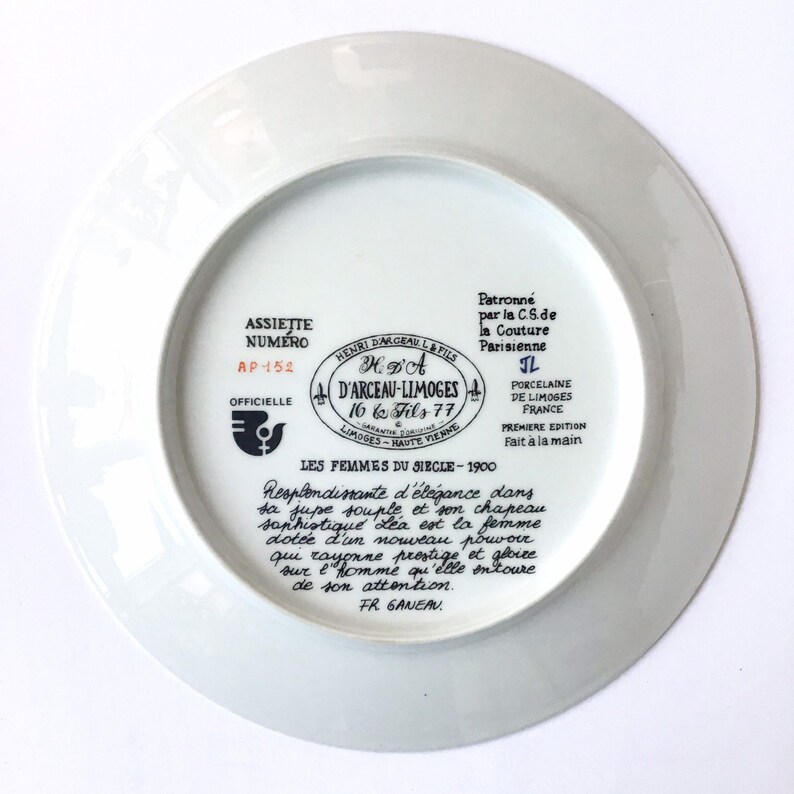 ASSIETTE
NUMÉRO
AP-152
OFFICIELLE
HENRI D'ARCEAU. L & FILS
H. D'A
D'ARCEAU-LIMOGES
16 & Fils 77
©
~ GARANTIE D'ORIGINE ~
LIMOGES ~ HAUTE VIENNE
Patronné
par la C.S. de
la Couture
Parisienne
JL
PORCELAINE
DE LIMOGES
FRANCE
PREMIERE EDITION
Fait à la main
LES FEMMES DU SIECLE ~ 1900
Resplendissante d'élégance dans
sa jupe souple et son chapeau
sophistiqué Léa est la femme
dotée d'un nouveau pouvoir
qui rayonne prestige et gloire
sur l'homme qu'elle entoure
de son attention.
FR. GANEAU.